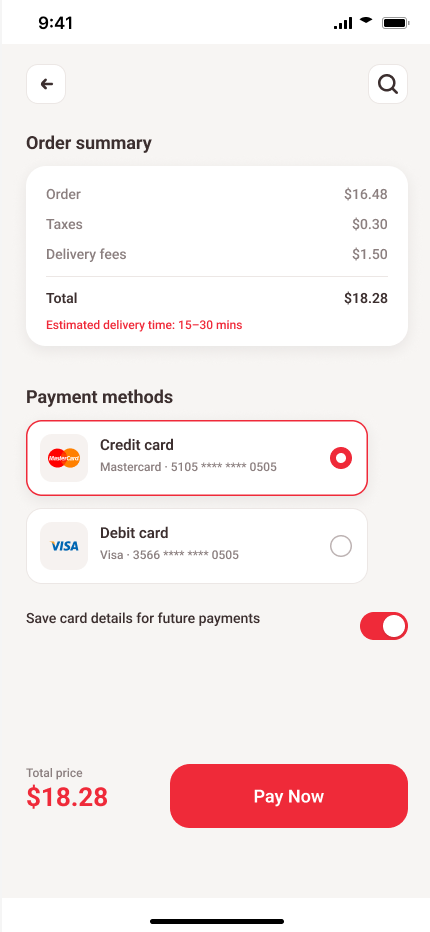 9:41
Order summary
Order $16.48
Taxes $0.30
Delivery fees $1.50
Total $18.28
Estimated delivery time: 15–30 mins
Payment methods
MasterCard
Credit card
Mastercard · 5105 **** **** 0505
VISA
Debit card
Visa · 3566 **** **** 0505
Save card details for future payments
Total price
$18.28
Pay Now